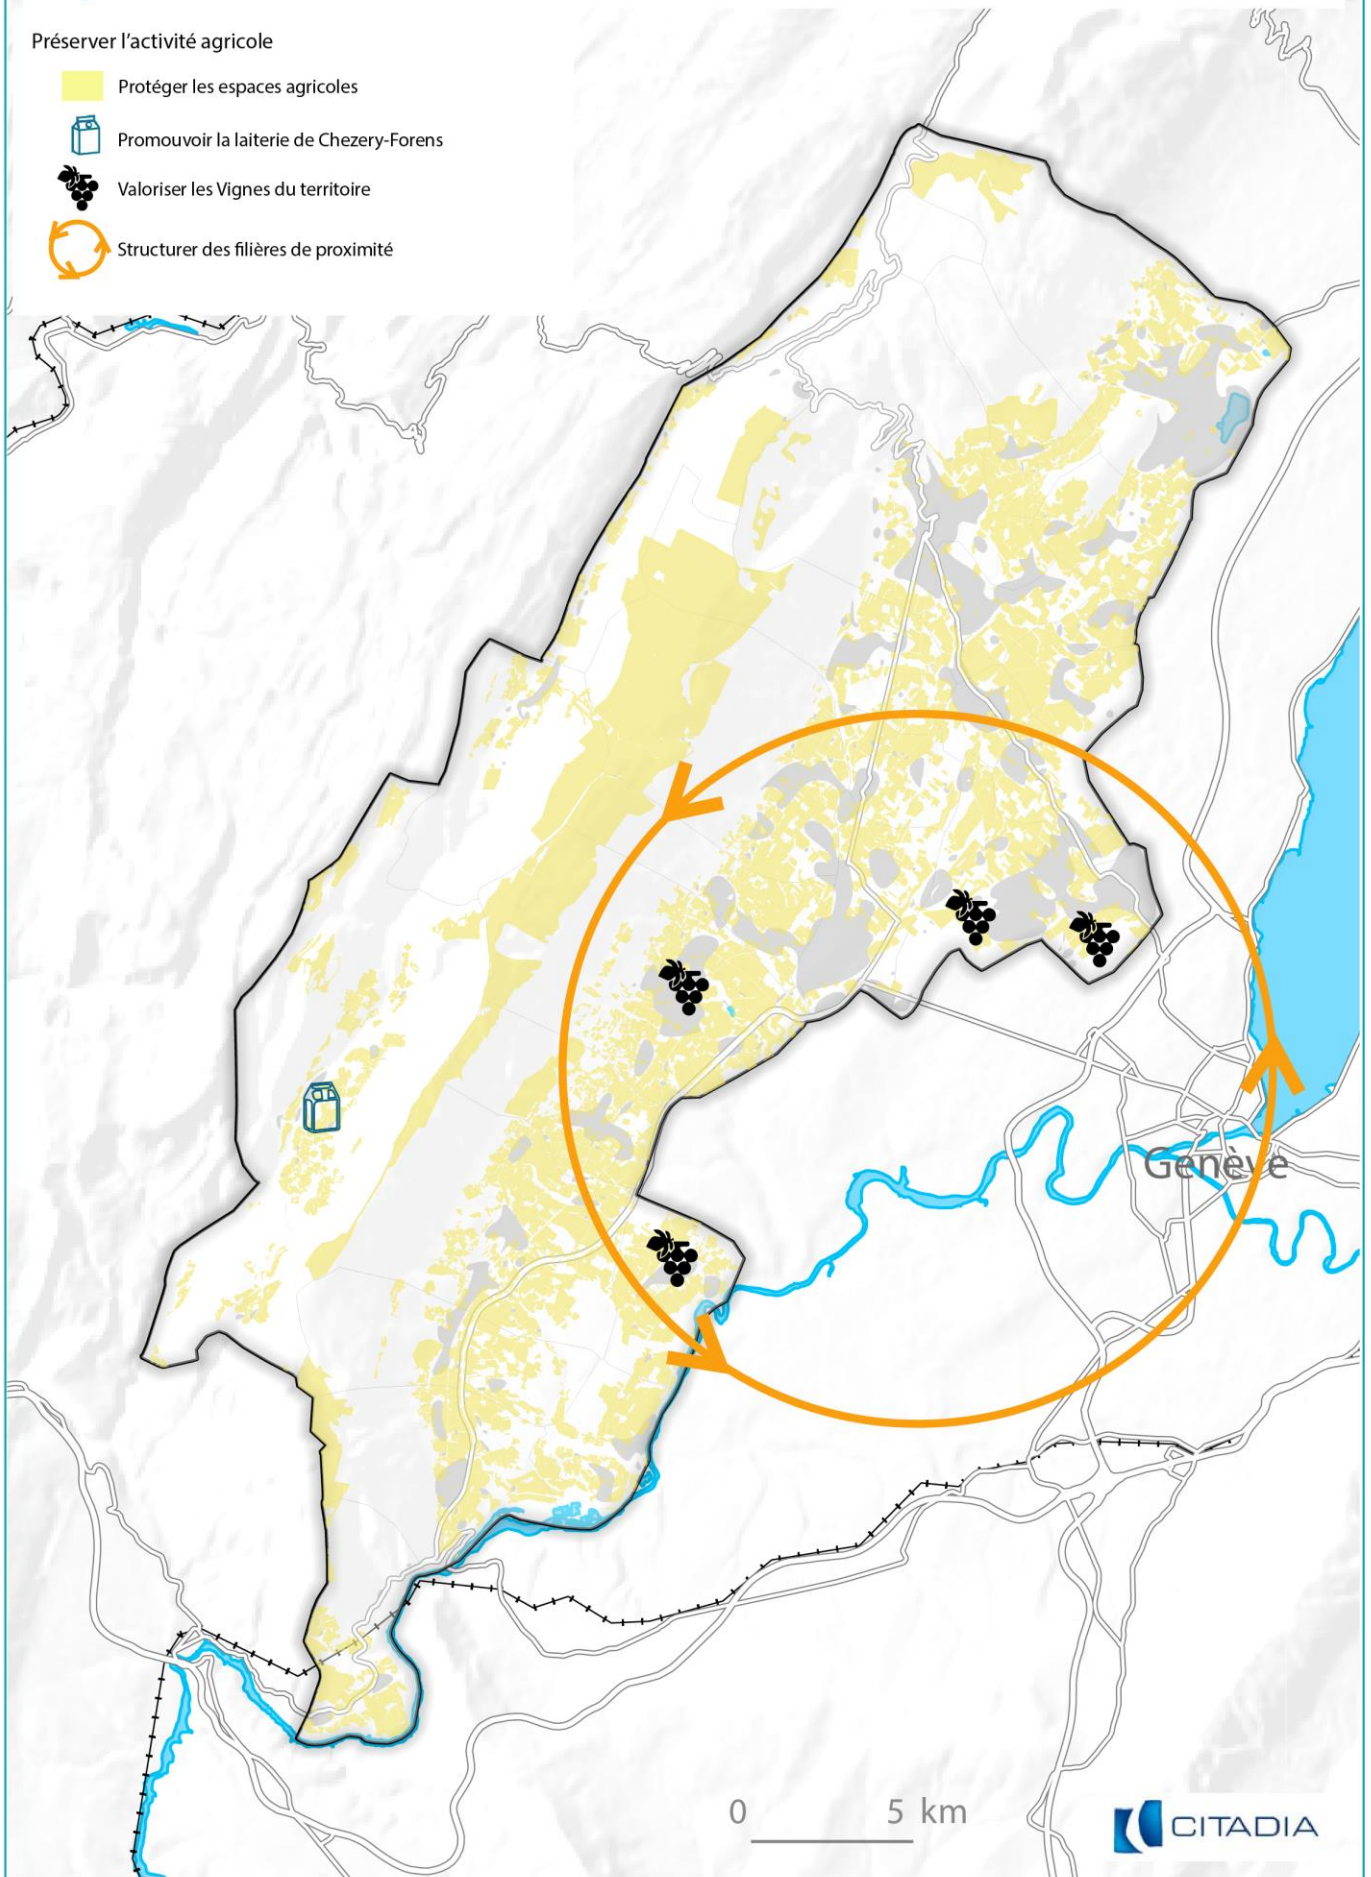 Préserver l'activité agricole
Protéger les espaces agricoles
Promouvoir la laiterie de Chezery-Forens
Valoriser les Vignes du territoire
Structurer des filières de proximité
Genève
0 5 km
CITADIA